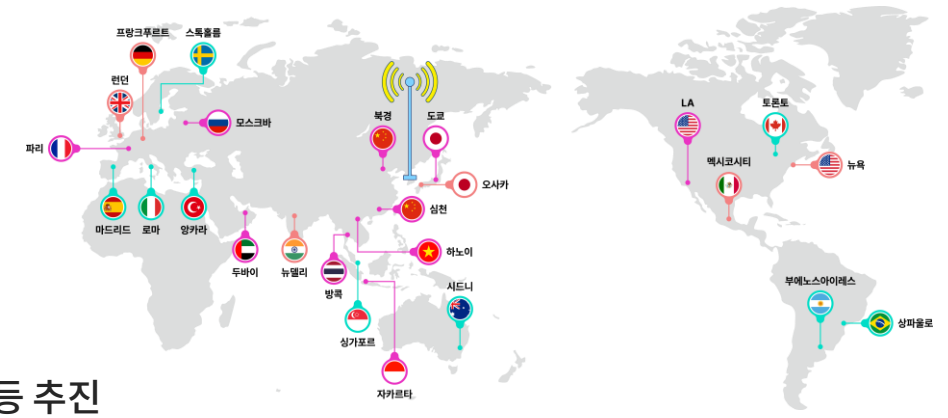 프랑크푸르트
스톡홀름
런던
모스크바
파리
마드리드
로마
앙카라
두바이
뉴델리
북경
도쿄
오사카
심천
하노이
방콕
시드니
싱가포르
자카르타
LA
토론토
멕시코시티
뉴욕
부에노스아이레스
상파울로
등 추진